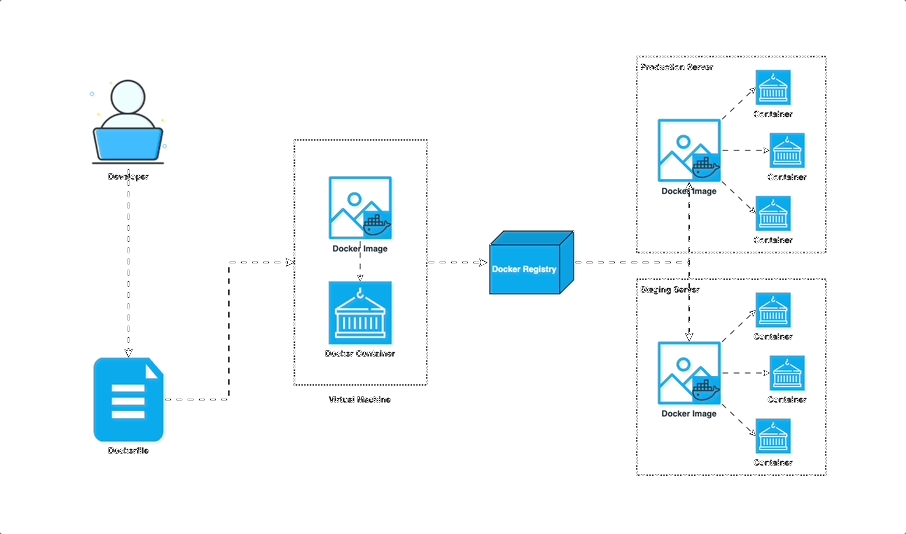 Developer
Dockerfile
Docker Image
Docker Container
Virtual Machine
Docker Registry
Production Server
Docker Image
Container
Container
Container
Staging Server
Docker Image
Container
Container
Container